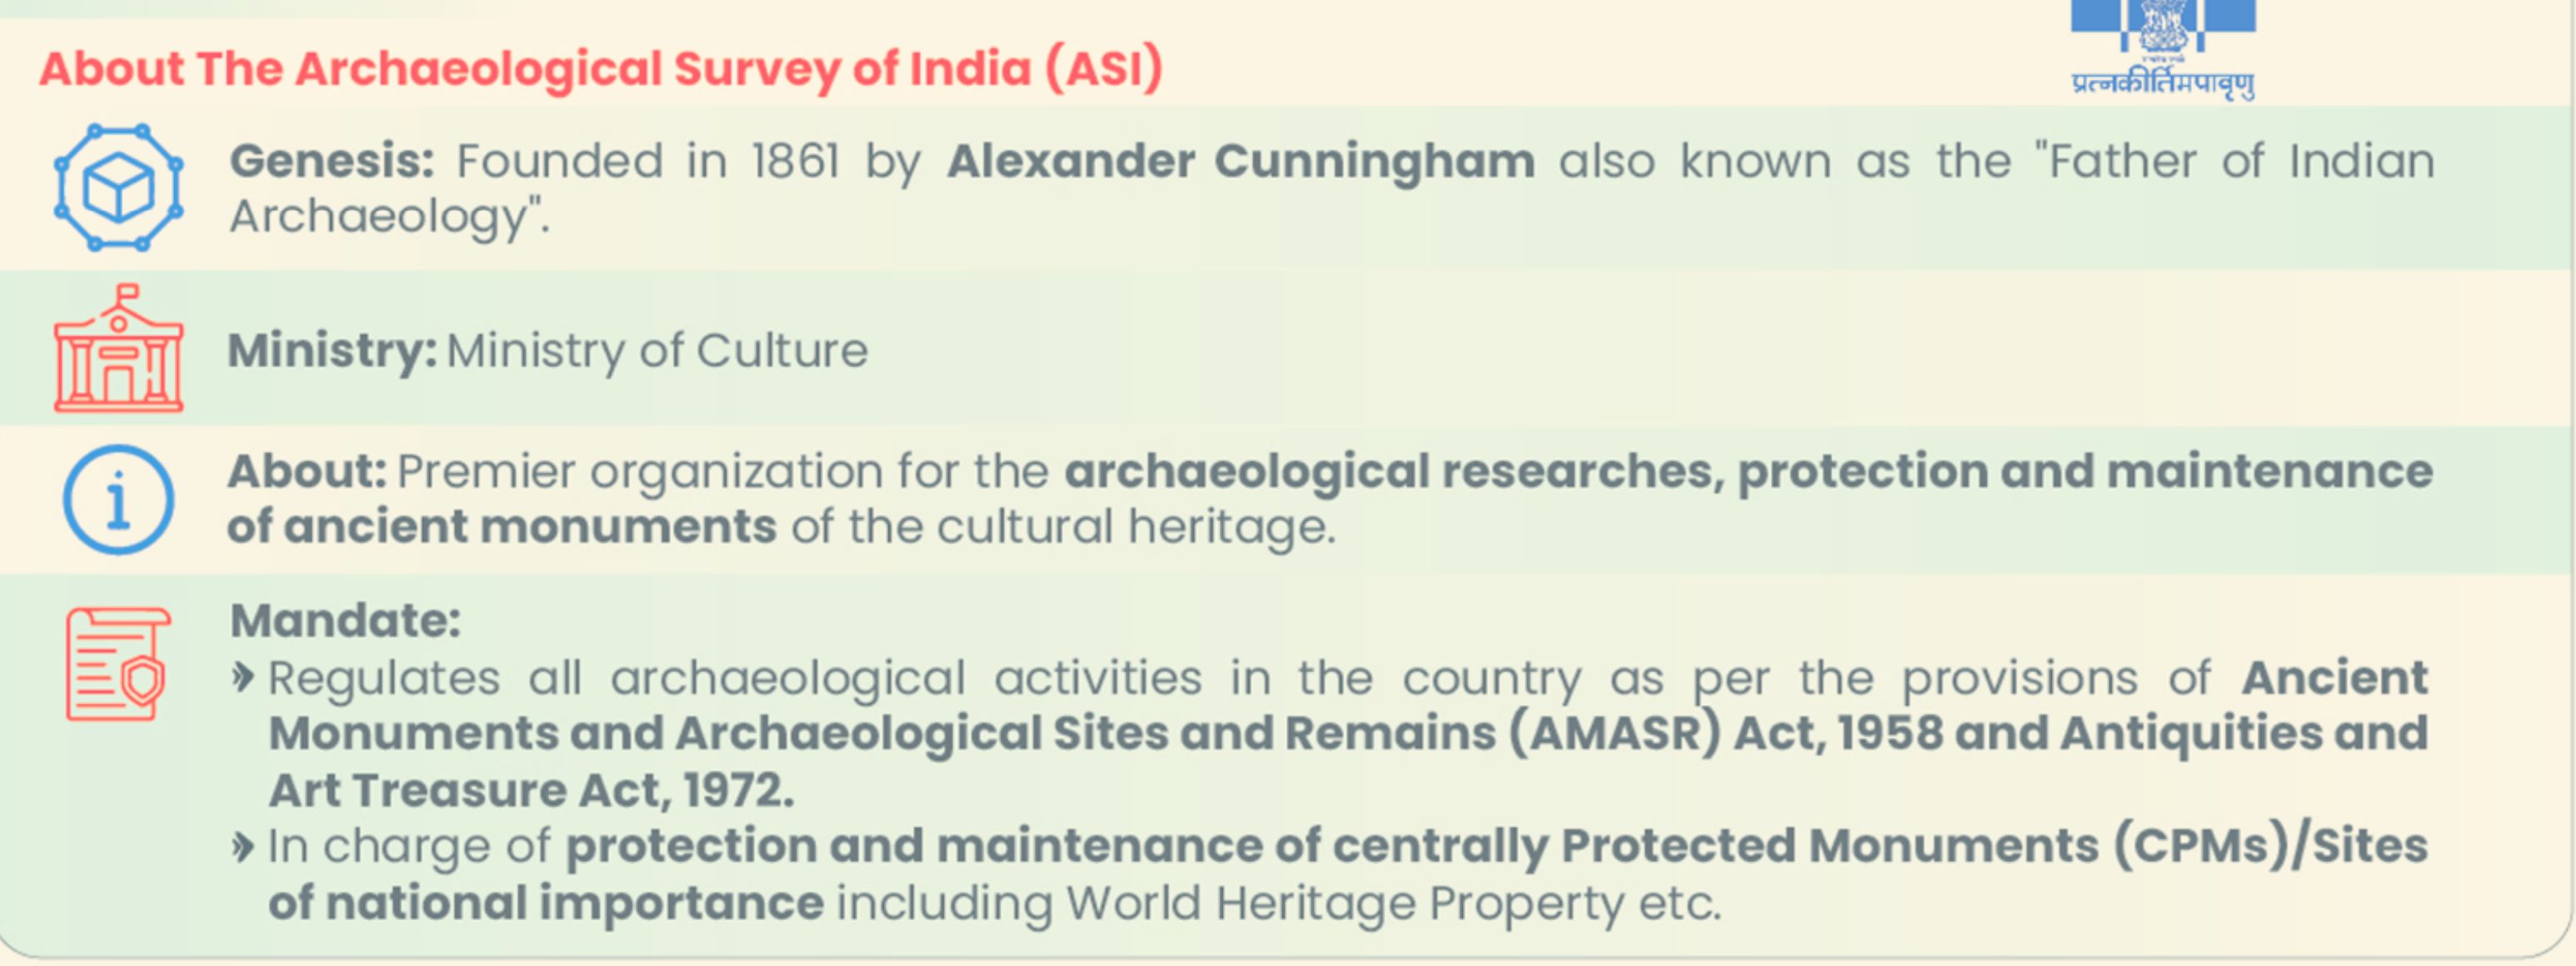 About The Archaeological Survey of India (ASI)
प्रत्नकीर्तिमपावृणु
Genesis: Founded in 1861 by Alexander Cunningham also known as the "Father of Indian
Archaeology".
Ministry: Ministry of Culture
About: Premier organization for the archaeological researches, protection and maintenance
of ancient monuments of the cultural heritage.
Mandate:
Regulates all archaeological activities in the country as per the provisions of Ancient
Monuments and Archaeological Sites and Remains (AMASR) Act, 1958 and Antiquities and
Art Treasure Act, 1972.
In charge of protection and maintenance of centrally Protected Monuments (CPMs)/Sites
of national importance including World Heritage Property etc.